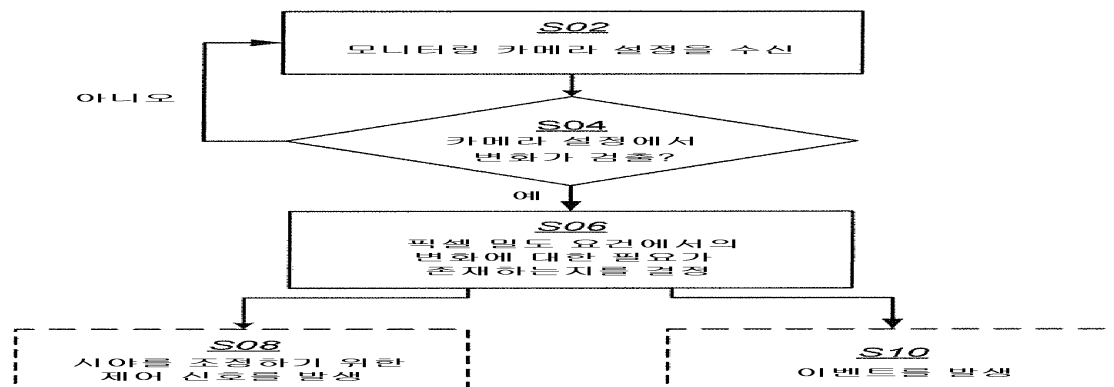 S02
모니터링 카메라 설정을 수신
아니오
S04
카메라 설정에서
변화가 검출?
예
S06
픽셀 밀도 요건에서의
변화에 대한 필요가
존재하는지를 결정
S08
시야를 조정하기 위한
제어 신호를 발생
S10
이벤트를 발생